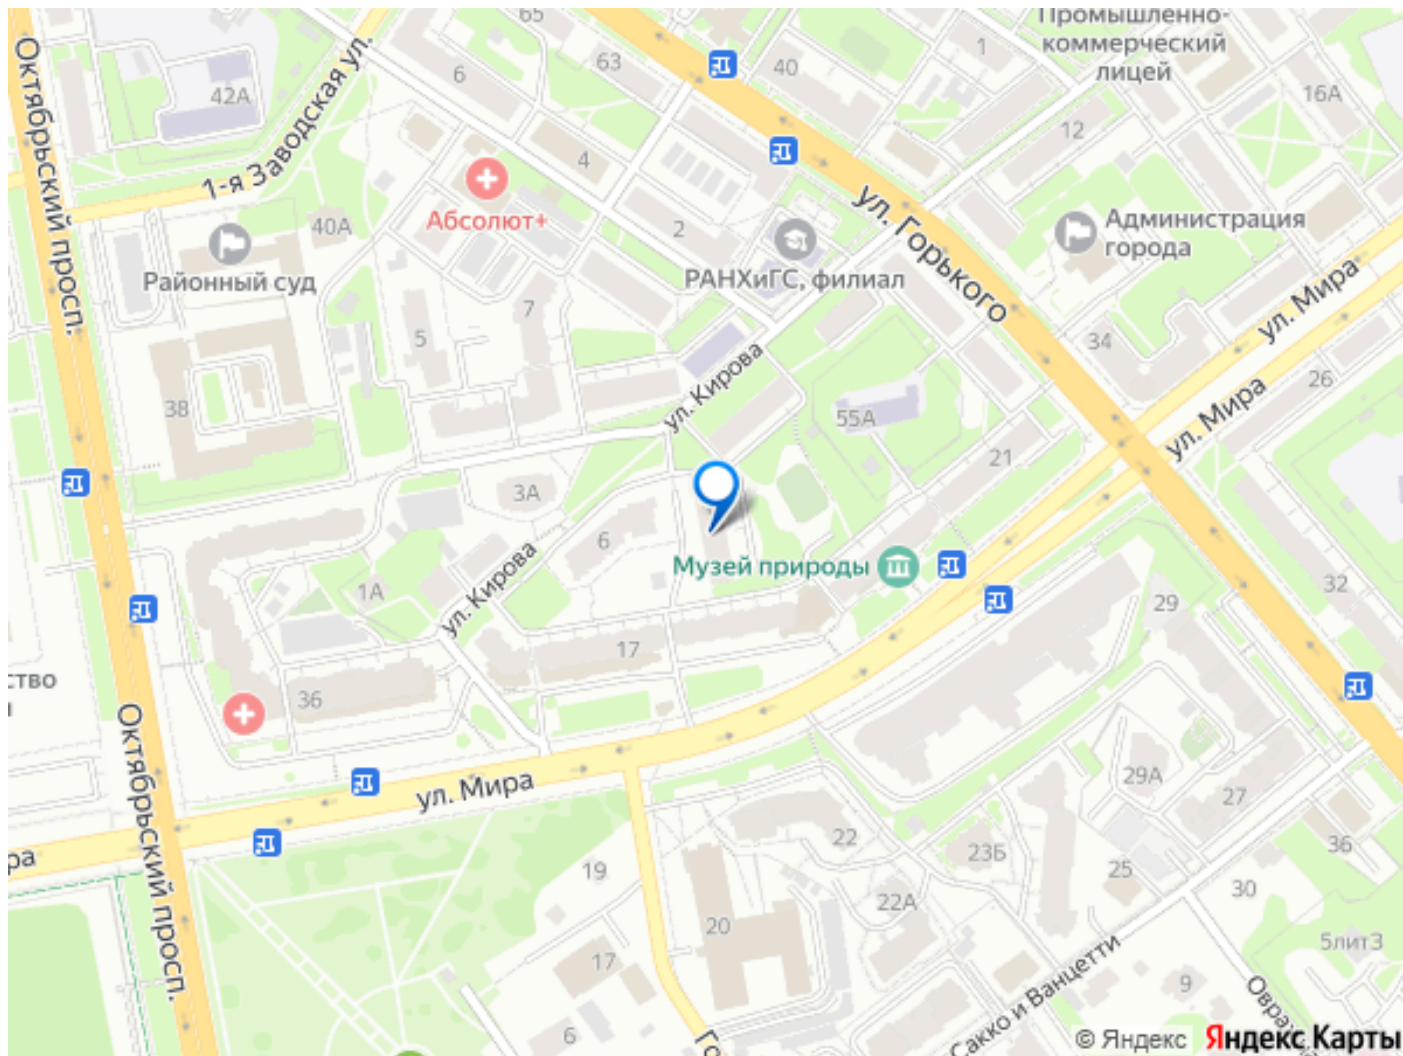 65
Промышленно-
коммерческий
лицей
Октябрьский просп.
42А
1-я Заводская ул.
6
63
40
1
16А
12
4
Абсолют+
40А
Районный суд
2
РАНХиГС, филиал
ул. Горького
Администрация
города
ул. Мира
7
5
34
26
ул. Мира
38
ул. Кирова
55А
21
3А
6
Музей природы
1А
ул. Кирова
32
29
17
36
ство
Октябрьский просп.
ул. Мира
29А
27
22
23Б
25
36
ра
19
30
22А
20
5лит3
17
9
6
Сакко и Ванцетти
© Яндекс
Яндекс Карты